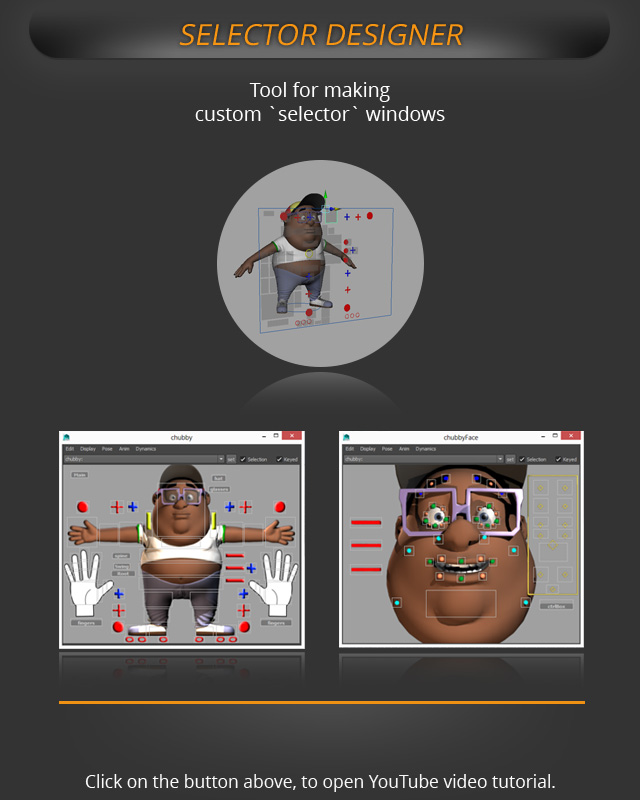 SELECTOR DESIGNER
Tool for making
custom `selector` windows
chubby
Edit Display Pose Anim Dynamics
chubby:
set Selection Keyed
chubbyFace
Edit Display Pose Anim Dynamics
chubby:
set Selection Keyed
Click on the button above, to open YouTube video tutorial.